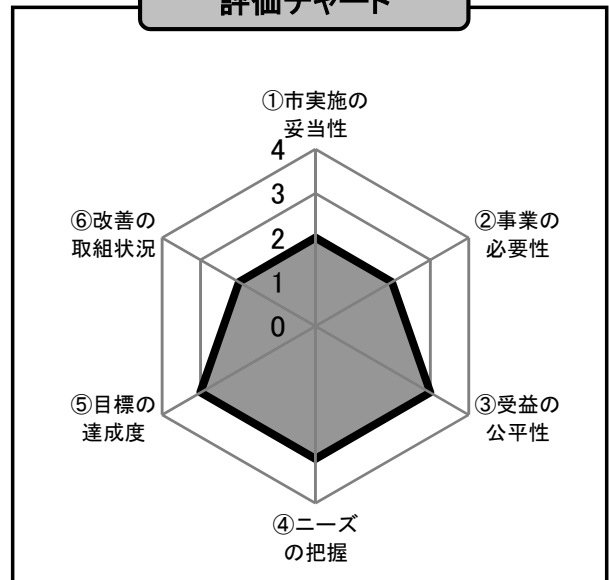 評価チャート
①市実施の
妥当性
4
3
2
1
0
②事業の
必要性
③受益の
公平性
④ニーズ
の把握
⑤目標の
達成度
⑥改善の
取組状況